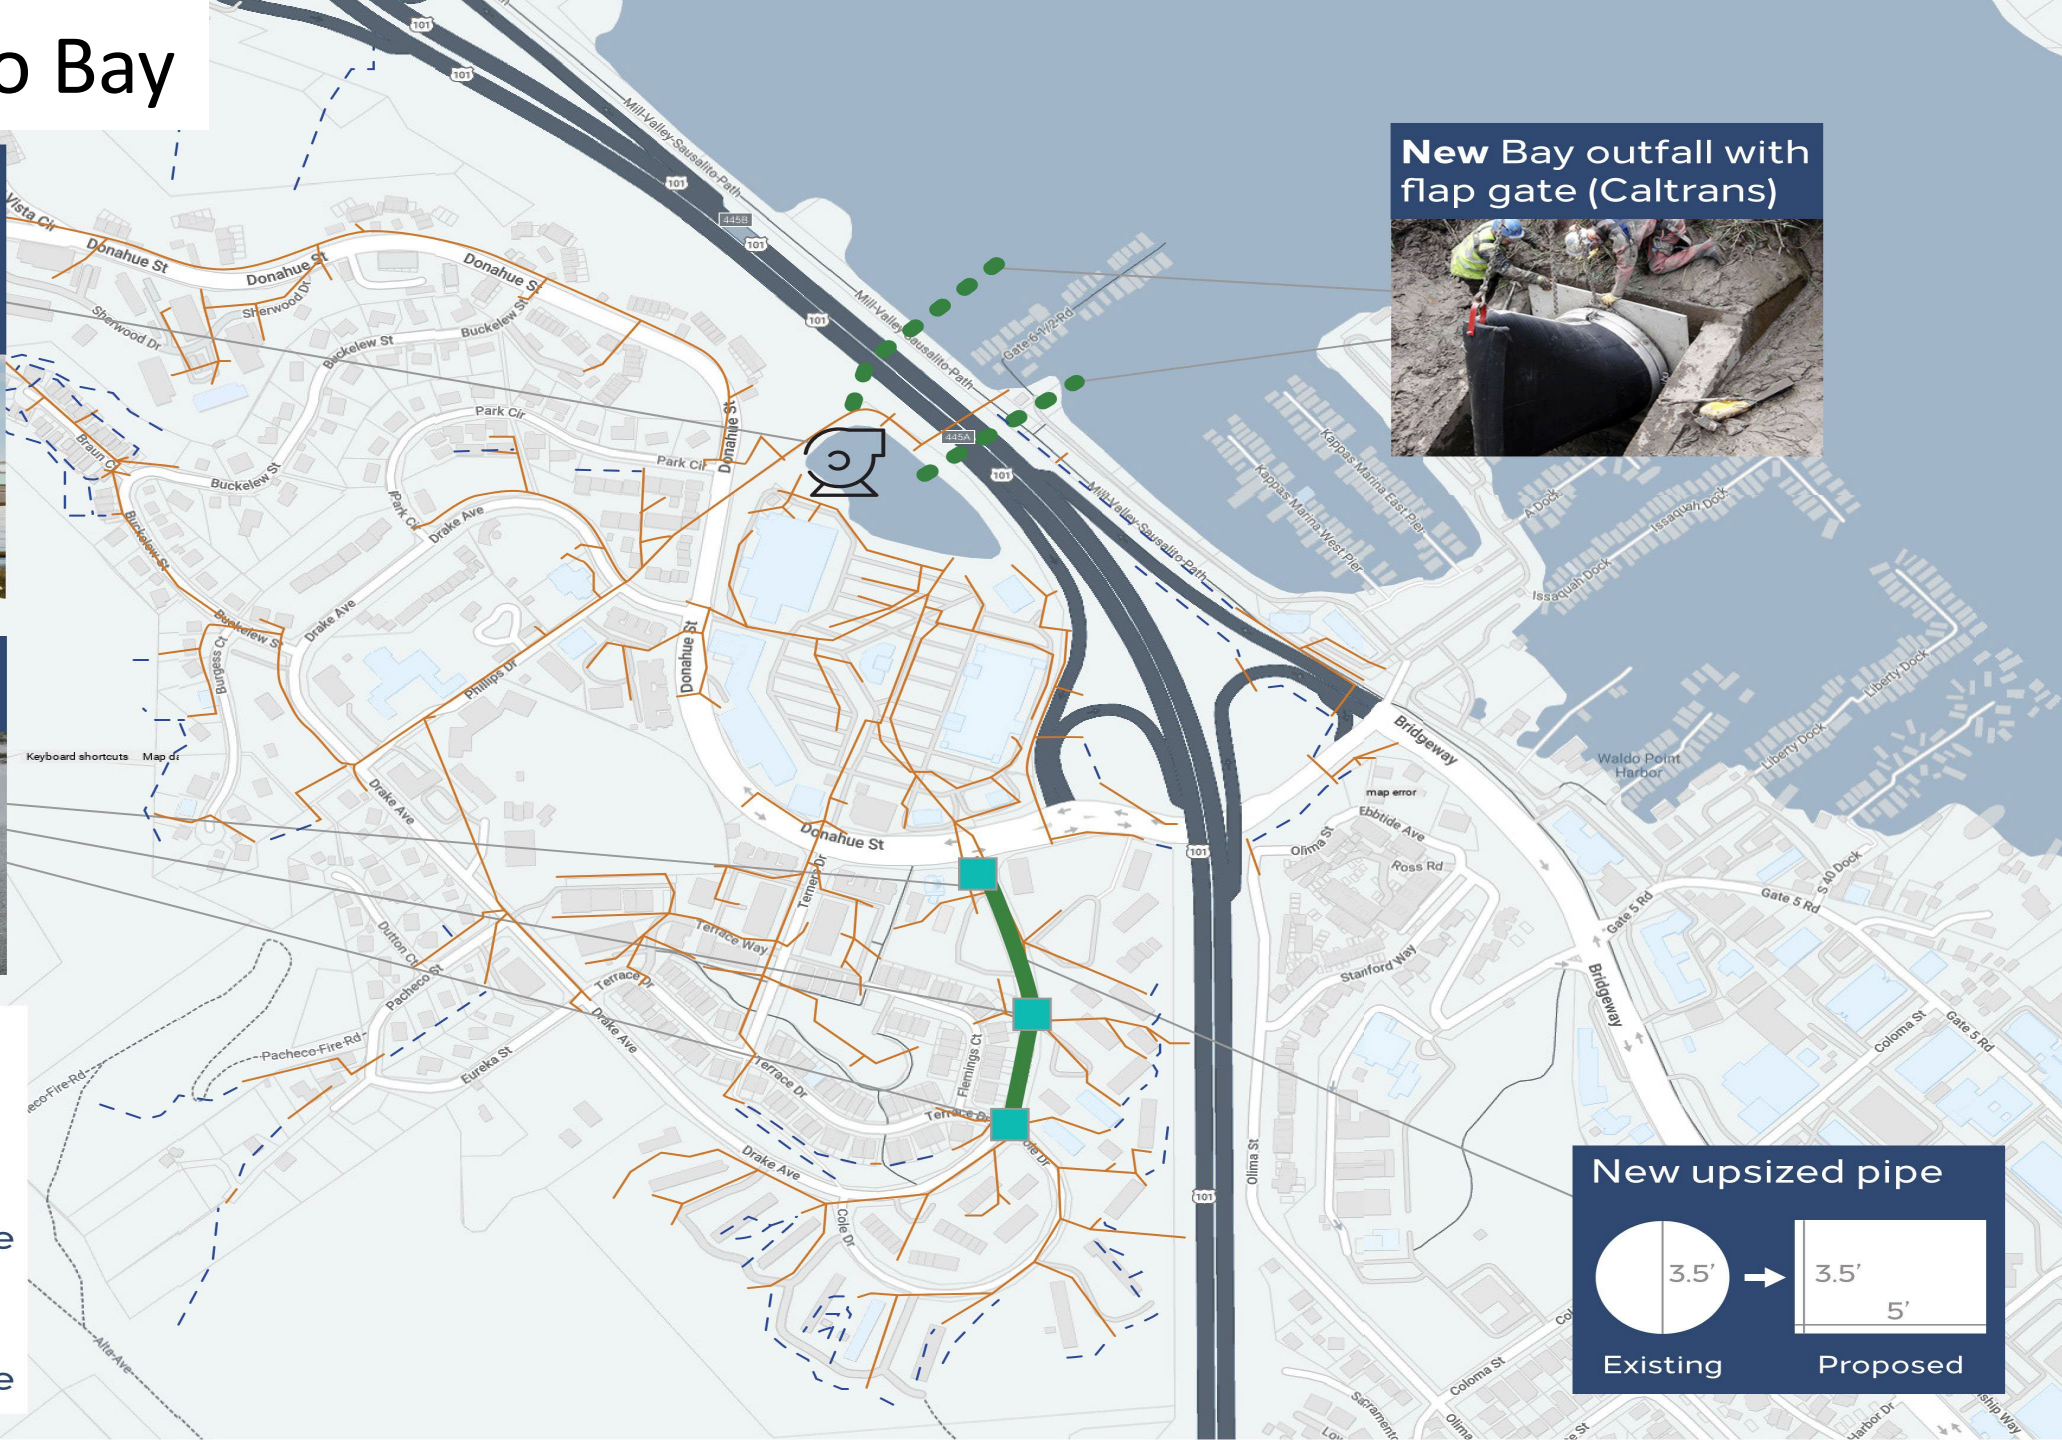 o Bay
New Bay outfall with
flap gate (Caltrans)
101
101
101
101
101
101
101
101
445B
445A
Mill-Valley-Sausalito-Path
Mill-Valley-Sausalito-Path
Mill-Valley-Sausalito-Path
Vista Cir
Donahue St
Donahue St
Donahue St
Donahue St
Donahue St
Donahue St
Sherwood Dr
Sherwood Dr
Buckelew St
Buckelew St
Buckelew St
Buckelew St
Buckelew St
Braun Ct
Park Cir
Park Cir
Park Cir
Drake Ave
Drake Ave
Drake Ave
Drake Ave
Drake Ave
Burgess Ct
Phillips Dr
Gate 6-1/2-Rd
Kappas Marina East Pier
Kappas-Marina-West Pier
A Dock
Issaquah Dock
Issaquah Dock
Liberty Dock
Liberty Dock
Waldo Point
Harbor
S 40 Dock
Keyboard shortcuts
map error
Bridgeway
Bridgeway
Ebbtide Ave
Ross Rd
Olima St
Olima St
Stanford Way
Gate 5 Rd
Gate 5 Rd
Gate 5 Rd
Coloma St
Coloma St
Terners Dr
Terrace Way
Terrace Dr
Terrace Dr
Terrace Dr
Flemings Ct
Cole Dr
Dutton Ct
Pacheco St
Pacheco-Fire Rd
Eureka St
Alta-Ave
Harbor Dr
e
e
New upsized pipe
3.5’
3.5’
5’
Existing
Proposed